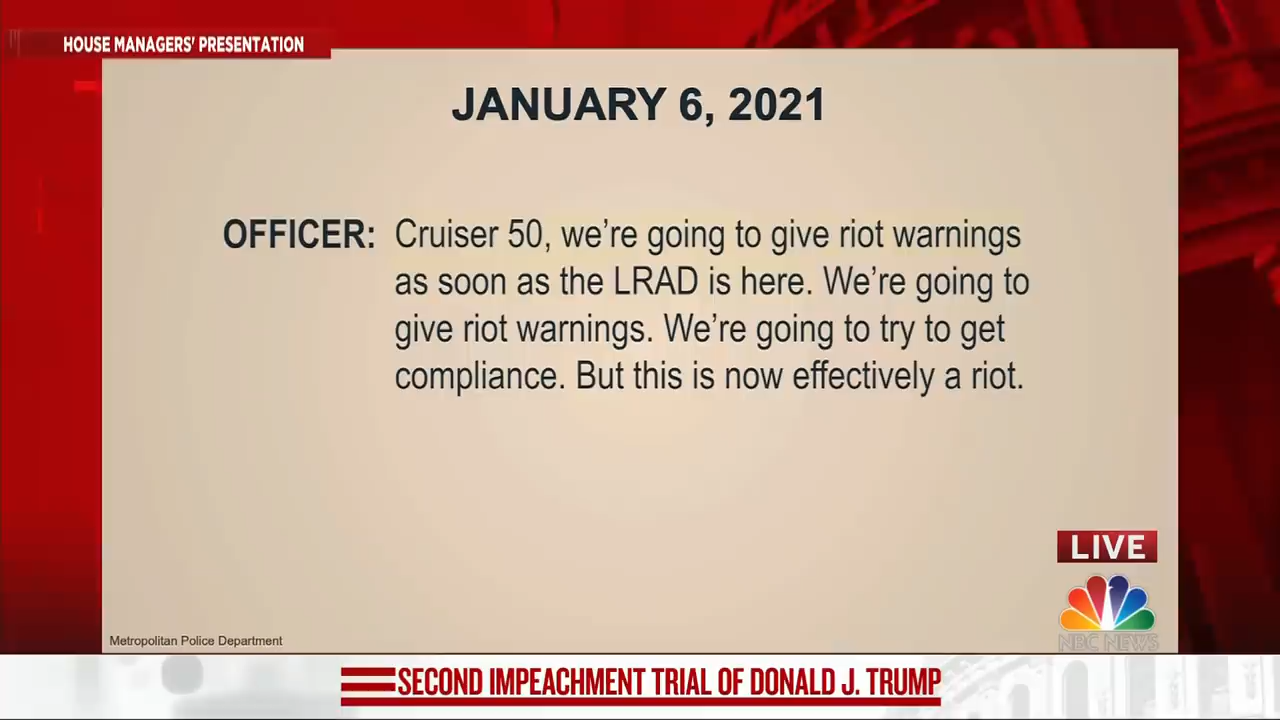 HOUSE MANAGERS' PRESENTATION
JANUARY 6, 2021
OFFICER: Cruiser 50, we’re going to give riot warnings
as soon as the LRAD is here. We’re going to
give riot warnings. We’re going to try to get
compliance. But this is now effectively a riot.
LIVE
NBC NEWS
Metropolitan Police Department
SECOND IMPEACHMENT TRIAL OF DONALD J. TRUMP